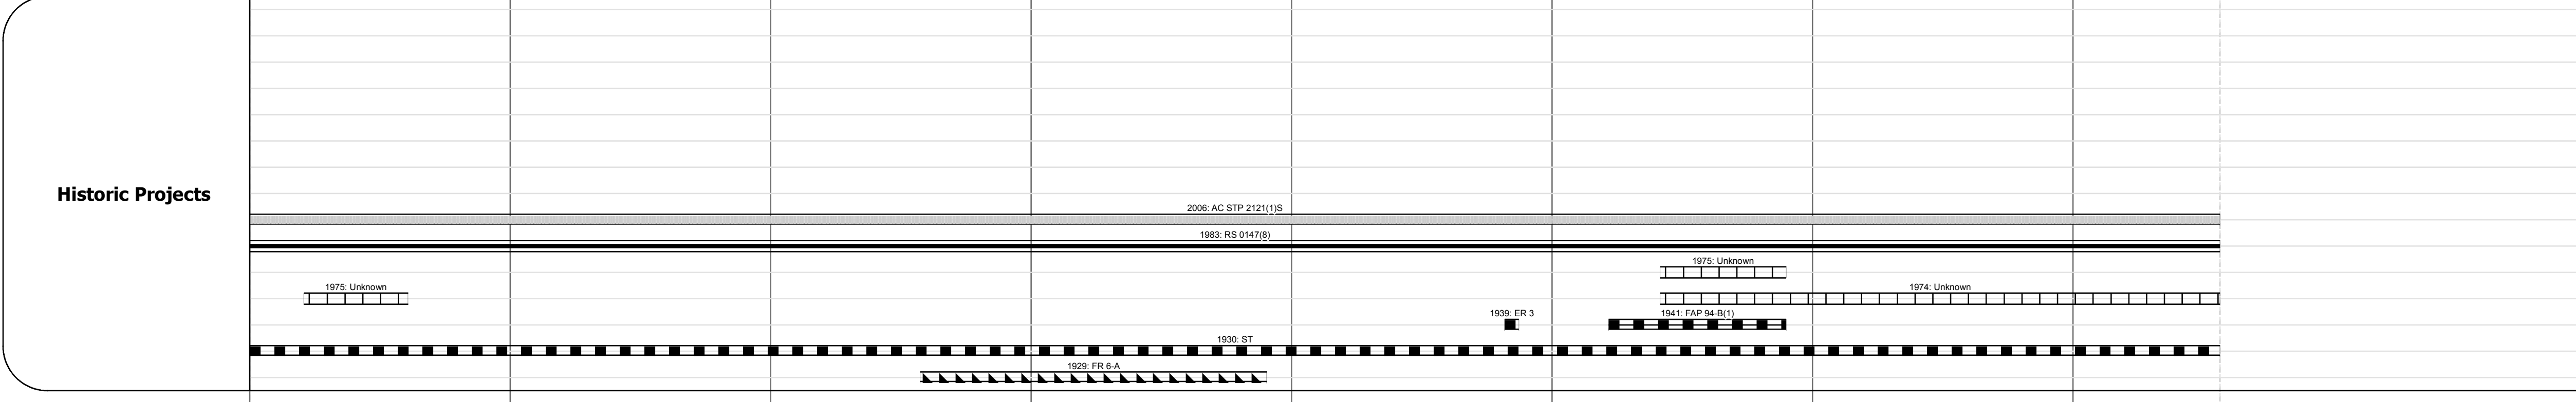 Historic Projects
2006: AC STP 2121(1)S
1983: RS 0147(8)
1975: Unknown
1975: Unknown
1974: Unknown
1939: ER 3
1941: FAP 94-B(1)
1930: ST
1929: FR 6-A